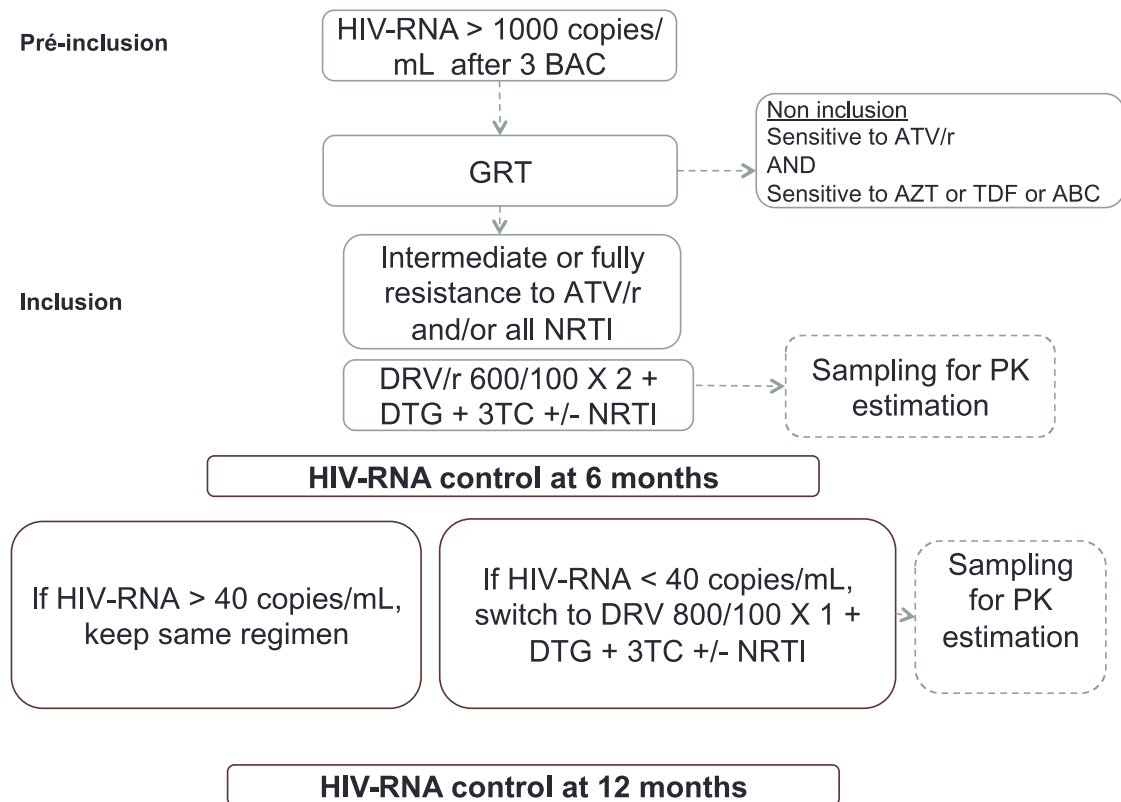 Pré-inclusion
HIV-RNA > 1000 copies/
mL after 3 BAC
GRT
Non inclusion
Sensitive to ATV/r
AND
Sensitive to AZT or TDF or ABC
Inclusion
Intermediate or fully
resistance to ATV/r
and/or all NRTI
DRV/r 600/100 X 2 +
DTG + 3TC +/- NRTI
Sampling for PK
estimation
HIV-RNA control at 6 months
If HIV-RNA > 40 copies/mL,
keep same regimen
If HIV-RNA < 40 copies/mL,
switch to DRV 800/100 X 1 +
DTG + 3TC +/- NRTI
Sampling
for PK
estimation
HIV-RNA control at 12 months